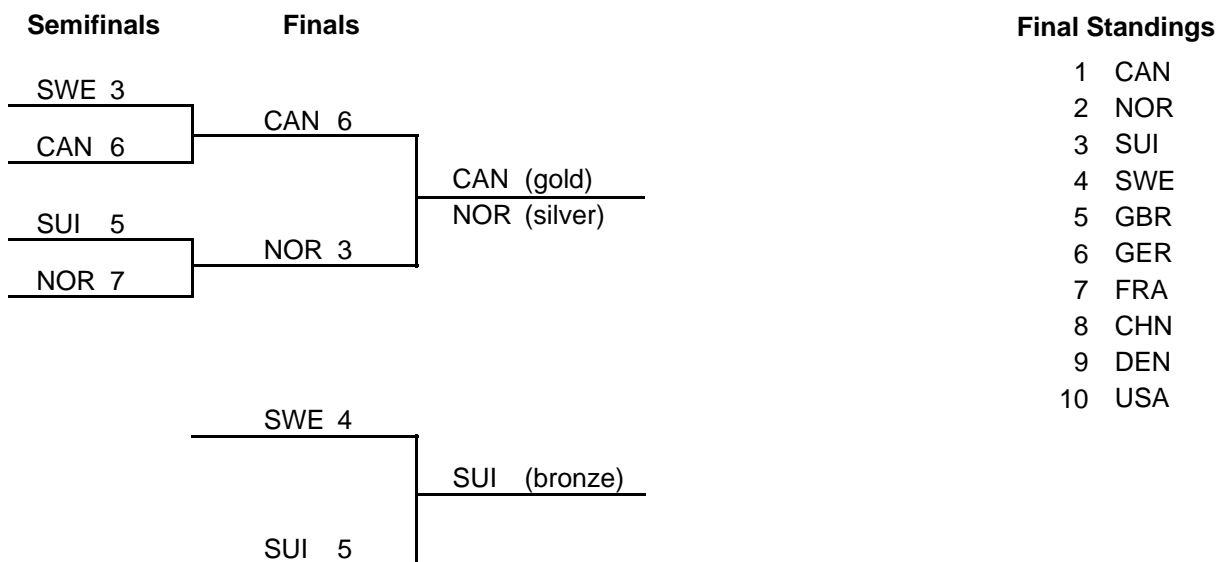 Semifinals Finals
SWE 3
CAN 6
CAN 6
SUI 5
NOR 7
NOR 3
CAN (gold)
NOR (silver)
SWE 4
SUI 5
SUI (bronze)
Final Standings
1 CAN
2 NOR
3 SUI
4 SWE
5 GBR
6 GER
7 FRA
8 CHN
9 DEN
10 USA